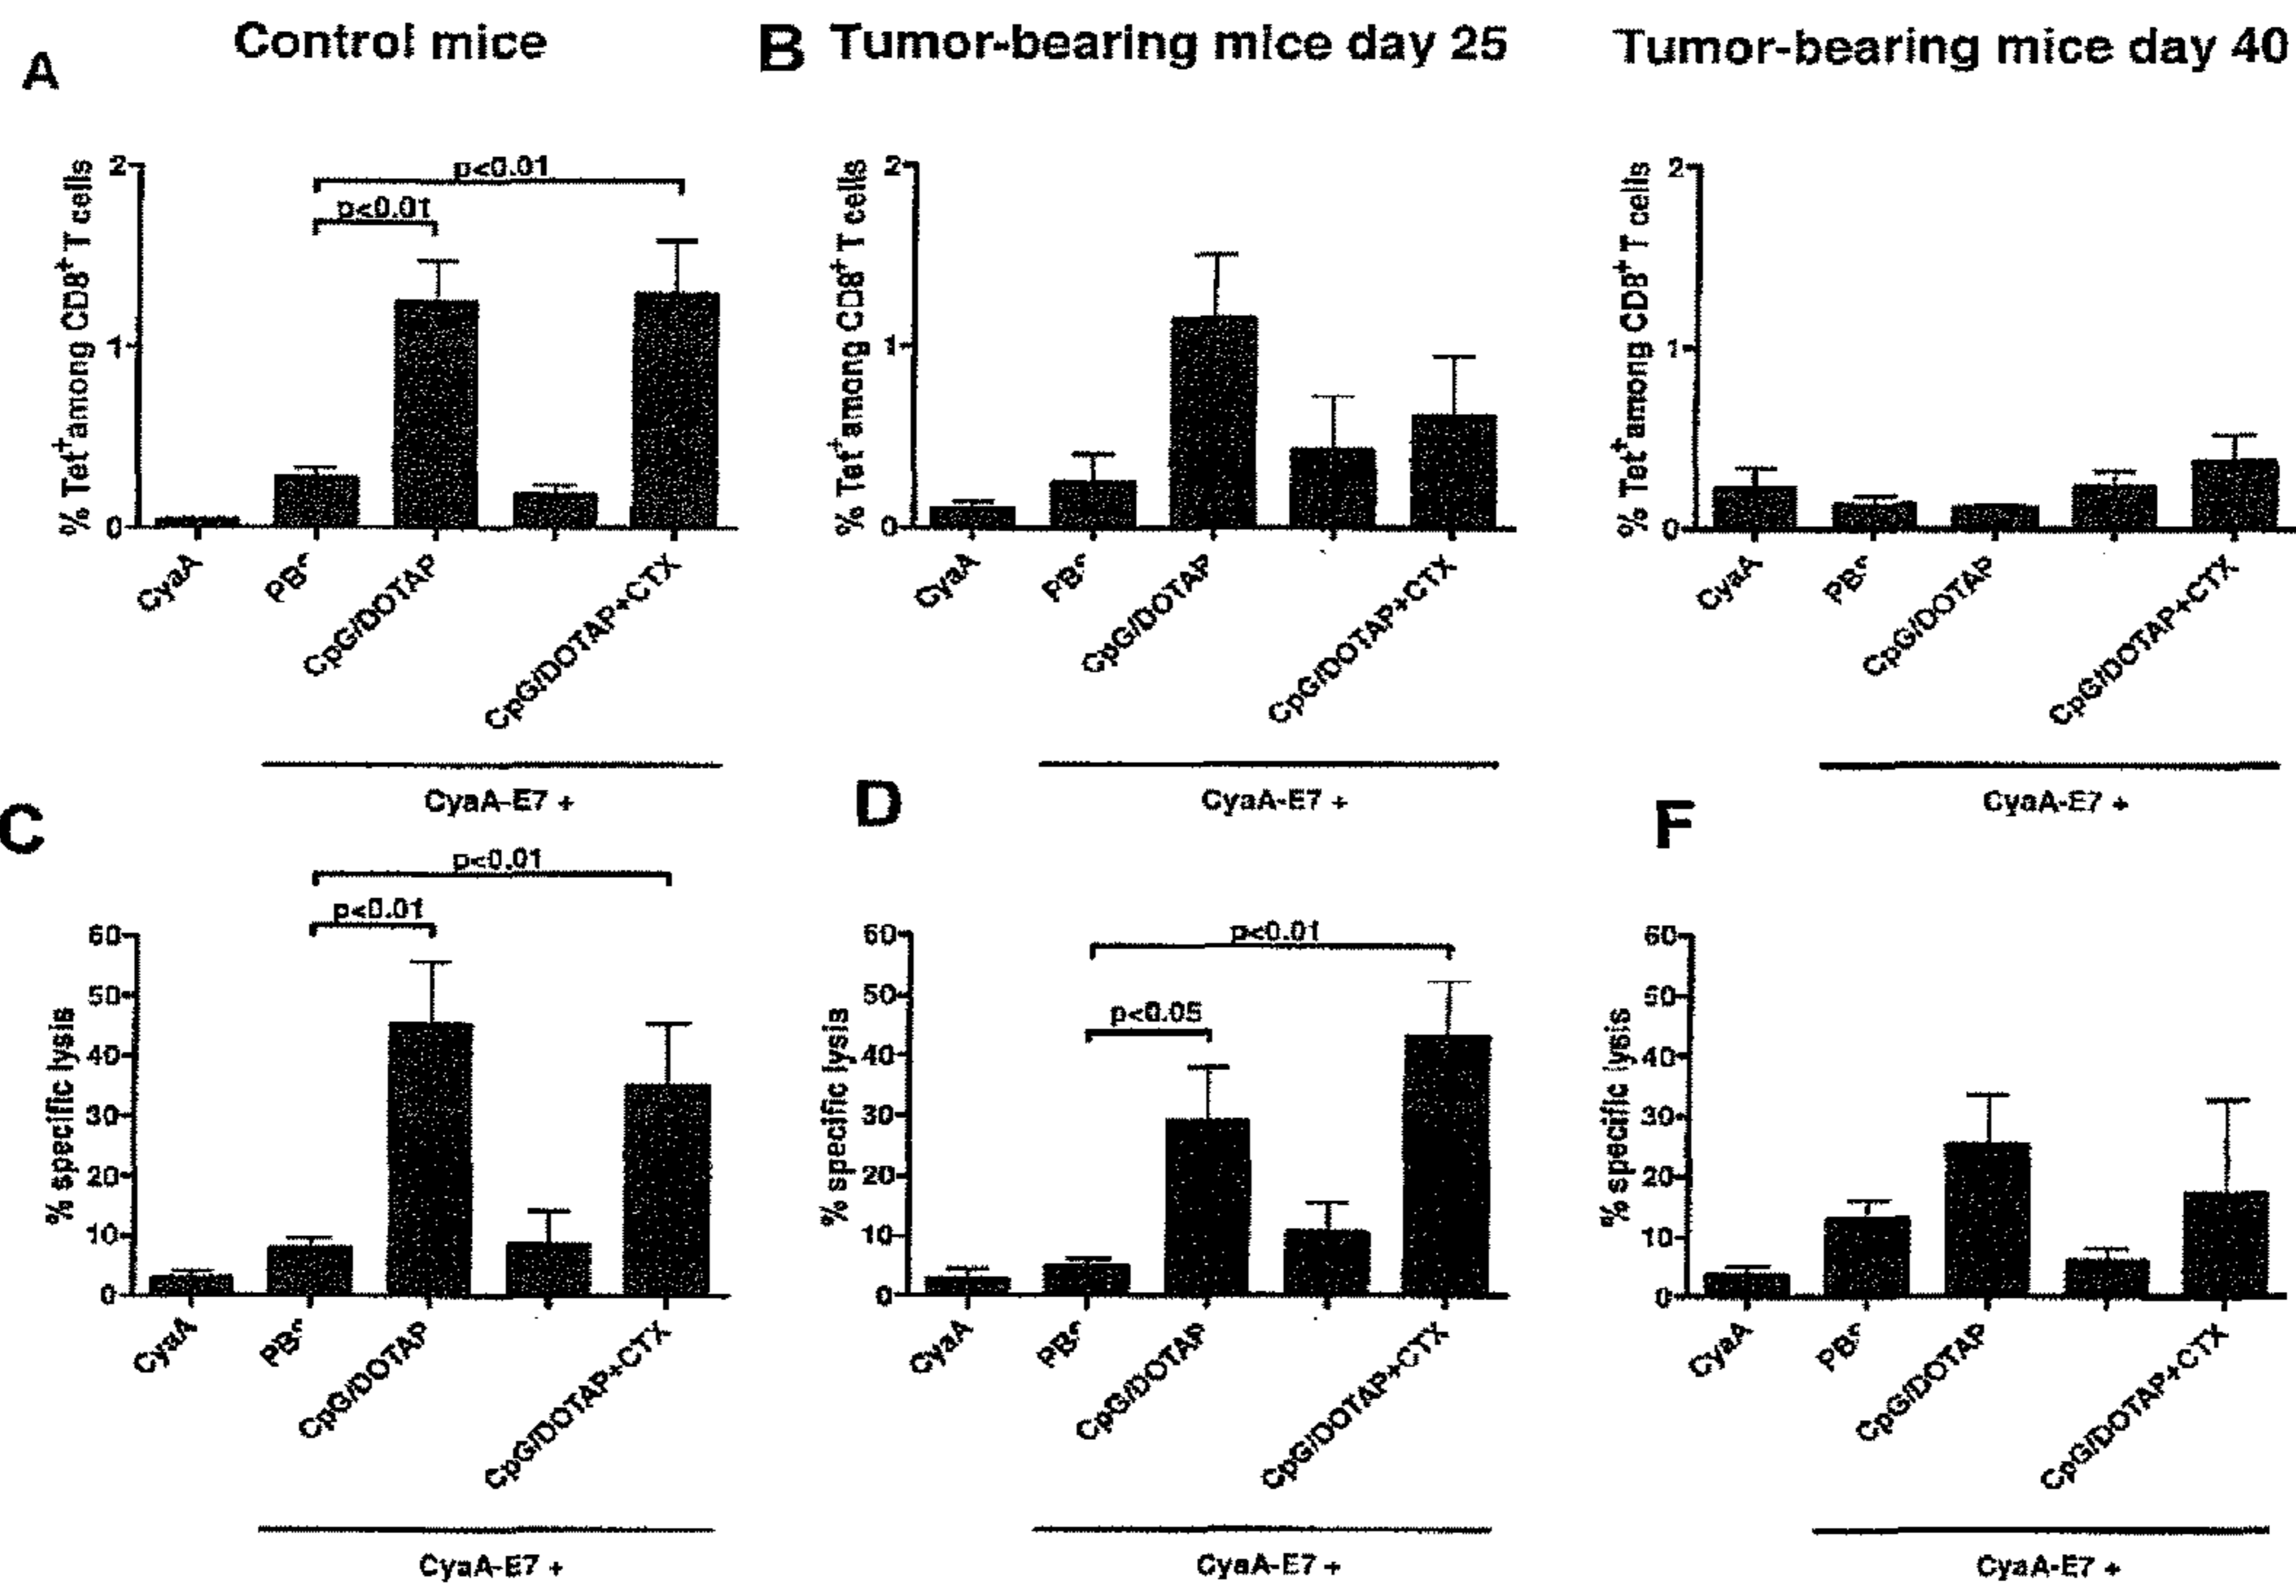 Control mice
Tumor-bearing mice day 25
Tumor-bearing mice day 40
A
B
% Tet+ among CD8+ T cells
2
1
0
p<0.01
p<0.01
CyaA
PBS
CpG/DOTAP
CpG/DOTAP+CTX
CyaA-E7 +
% Tet+ among CD8+ T cells
2
1
0
CyaA
PBS
CpG/DOTAP
CpG/DOTAP+CTX
CyaA-E7 +
% Tet+ among CD8+ T cells
2
1
0
CyaA
PBS
CpG/DOTAP
CpG/DOTAP+CTX
CyaA-E7 +
C
% specific lysis
60
50
40
30
20
10
0
p<0.01
p<0.01
CyaA
PBS
CpG/DOTAP
CpG/DOTAP+CTX
CyaA-E7 +
D
% specific lysis
60
50
40
30
20
10
0
p<0.01
p<0.05
CyaA
PBS
CpG/DOTAP
CpG/DOTAP+CTX
CyaA-E7 +
F
% specific lysis
60
50
40
30
20
10
0
CyaA
PBS
CpG/DOTAP
CpG/DOTAP+CTX
CyaA-E7 +